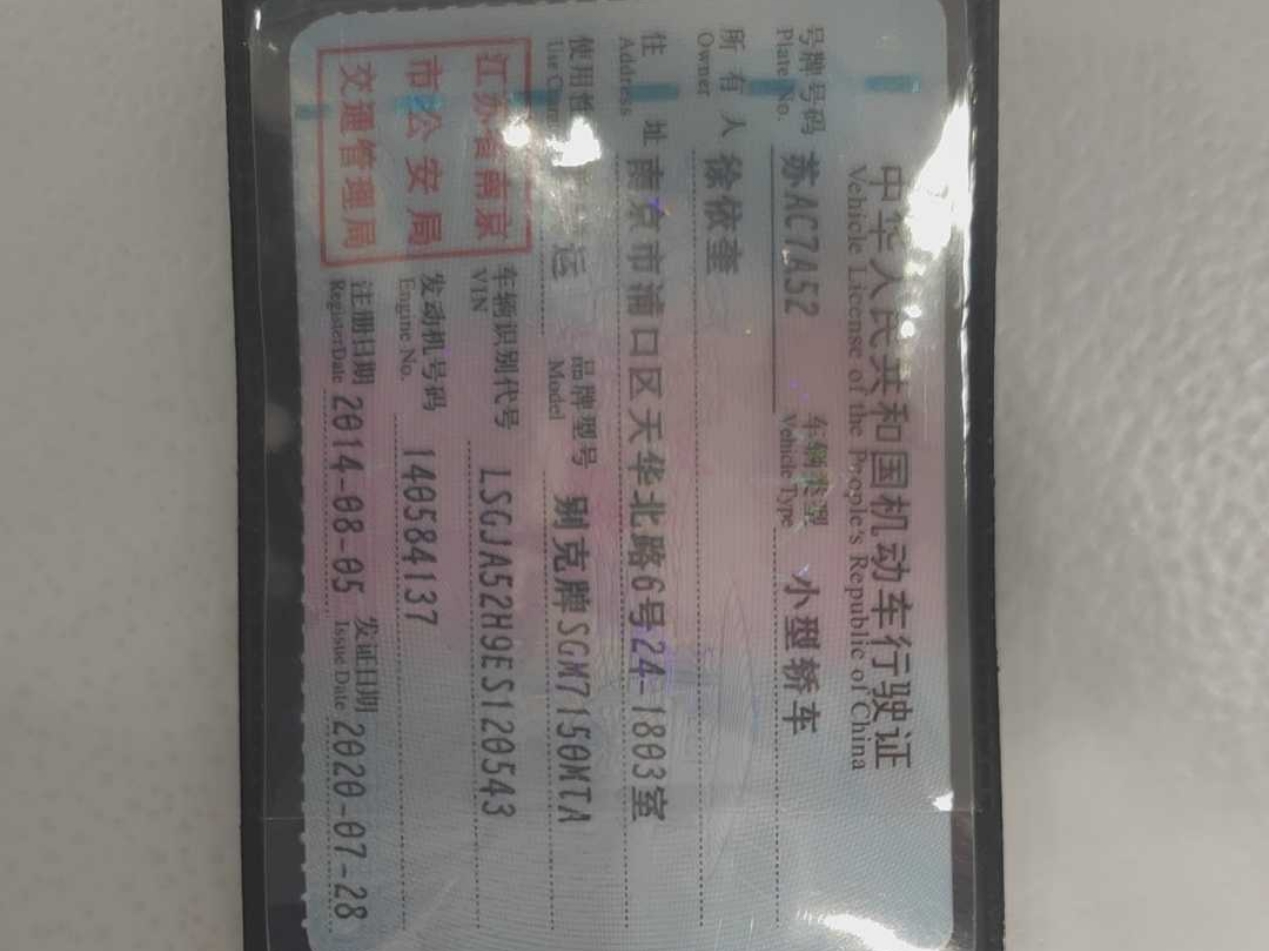 中华人民共和国机动车行驶证
Vehicle License of the People's Republic of China
号牌号码 苏AC7A52 车辆类型 小型轿车
Plate No. Vehicle Type
所有人 徐依奎
Owner
住址 南京市浦口区天华北路6号24-1803室
Address
使用性 运 品牌型号 别克牌SGM7150MTA
Use Model
江苏省南京
市公安局
交通管理局
车辆识别代号 LSGJA52H9ES120543
VIN
发动机号码 140584137
Engine No.
注册日期 2014-08-05 发证日期 2020-07-28
Register Date Issue Date